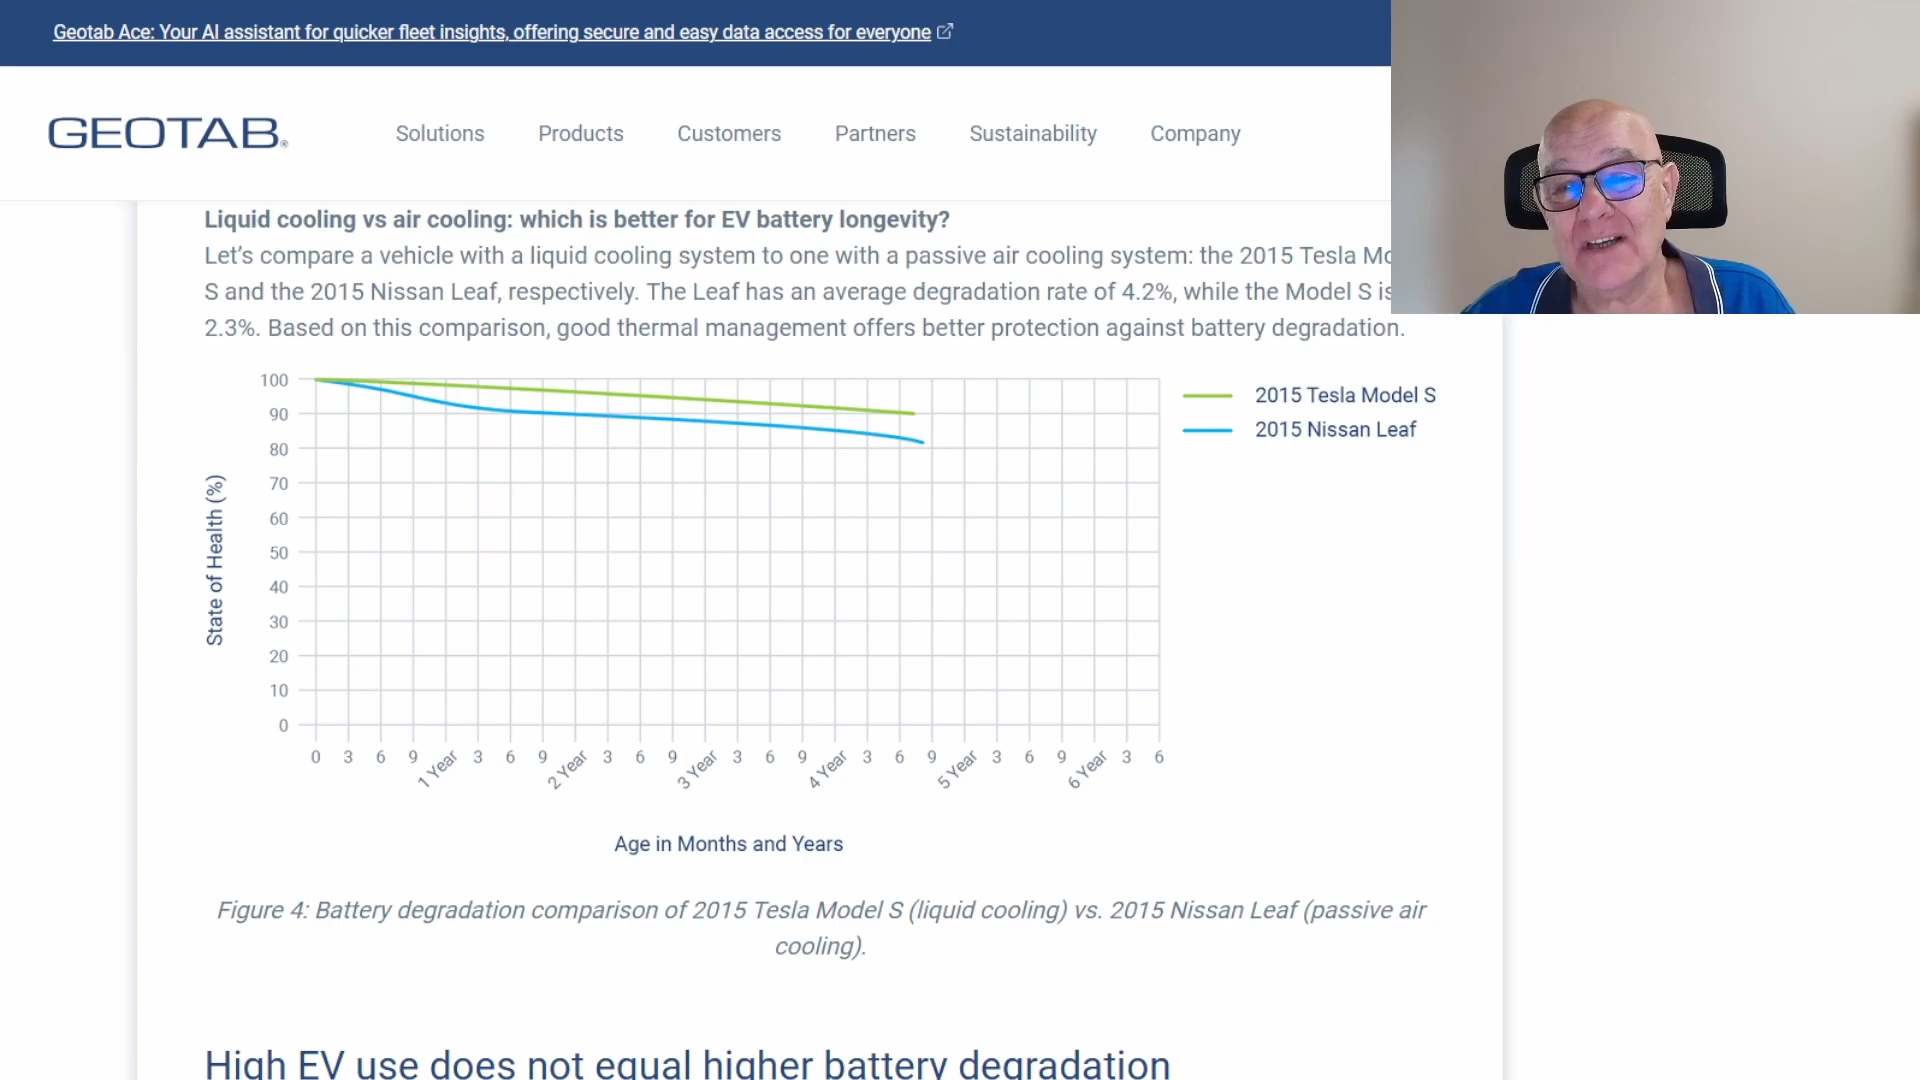 Geotab Ace: Your AI assistant for quicker fleet insights, offering secure and easy data access for everyone
GEOTAB®
Solutions Products Customers Partners Sustainability Company
Liquid cooling vs air cooling: which is better for EV battery longevity?
Let’s compare a vehicle with a liquid cooling system to one with a passive air cooling system: the 2015 Tesla
S and the 2015 Nissan Leaf, respectively. The Leaf has an average degradation rate of 4.2%, while the Model S is
2.3%. Based on this comparison, good thermal management offers better protection against battery degradation.
100
90
80
70
60
50
40
30
20
10
0
State of Health (%)
2015 Tesla Model S
2015 Nissan Leaf
0 3 6 9 1 Year 3 6 9 2 Year 3 6 9 3 Year 3 6 9 4 Year 3 6 9 5 Year 3 6 9 6 Year 3 6
Age in Months and Years
Figure 4: Battery degradation comparison of 2015 Tesla Model S (liquid cooling) vs. 2015 Nissan Leaf (passive air
cooling).
High EV use does not equal higher battery degradation